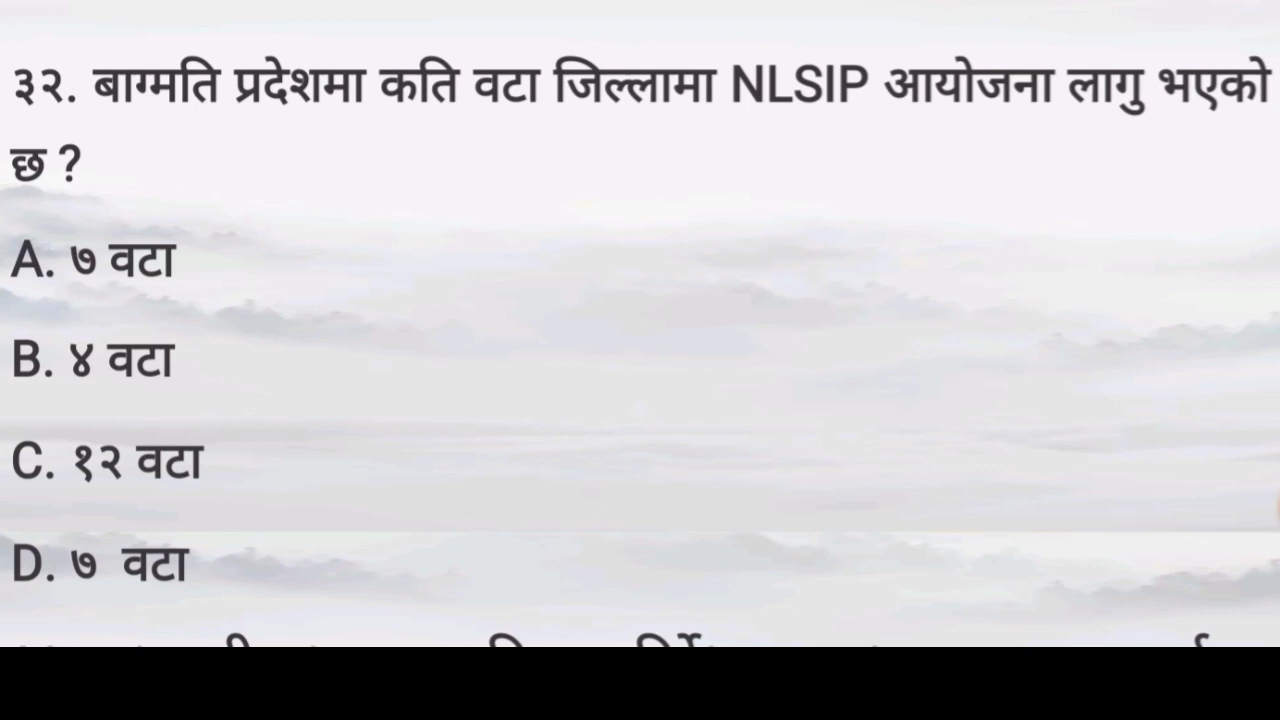 ३२. बाग्मति प्रदेशमा कति वटा जिल्लामा NLSIP आयोजना लागु भएको
छ ?
A. ७ वटा
B. ४ वटा
C. १२ वटा
D. ७ वटा